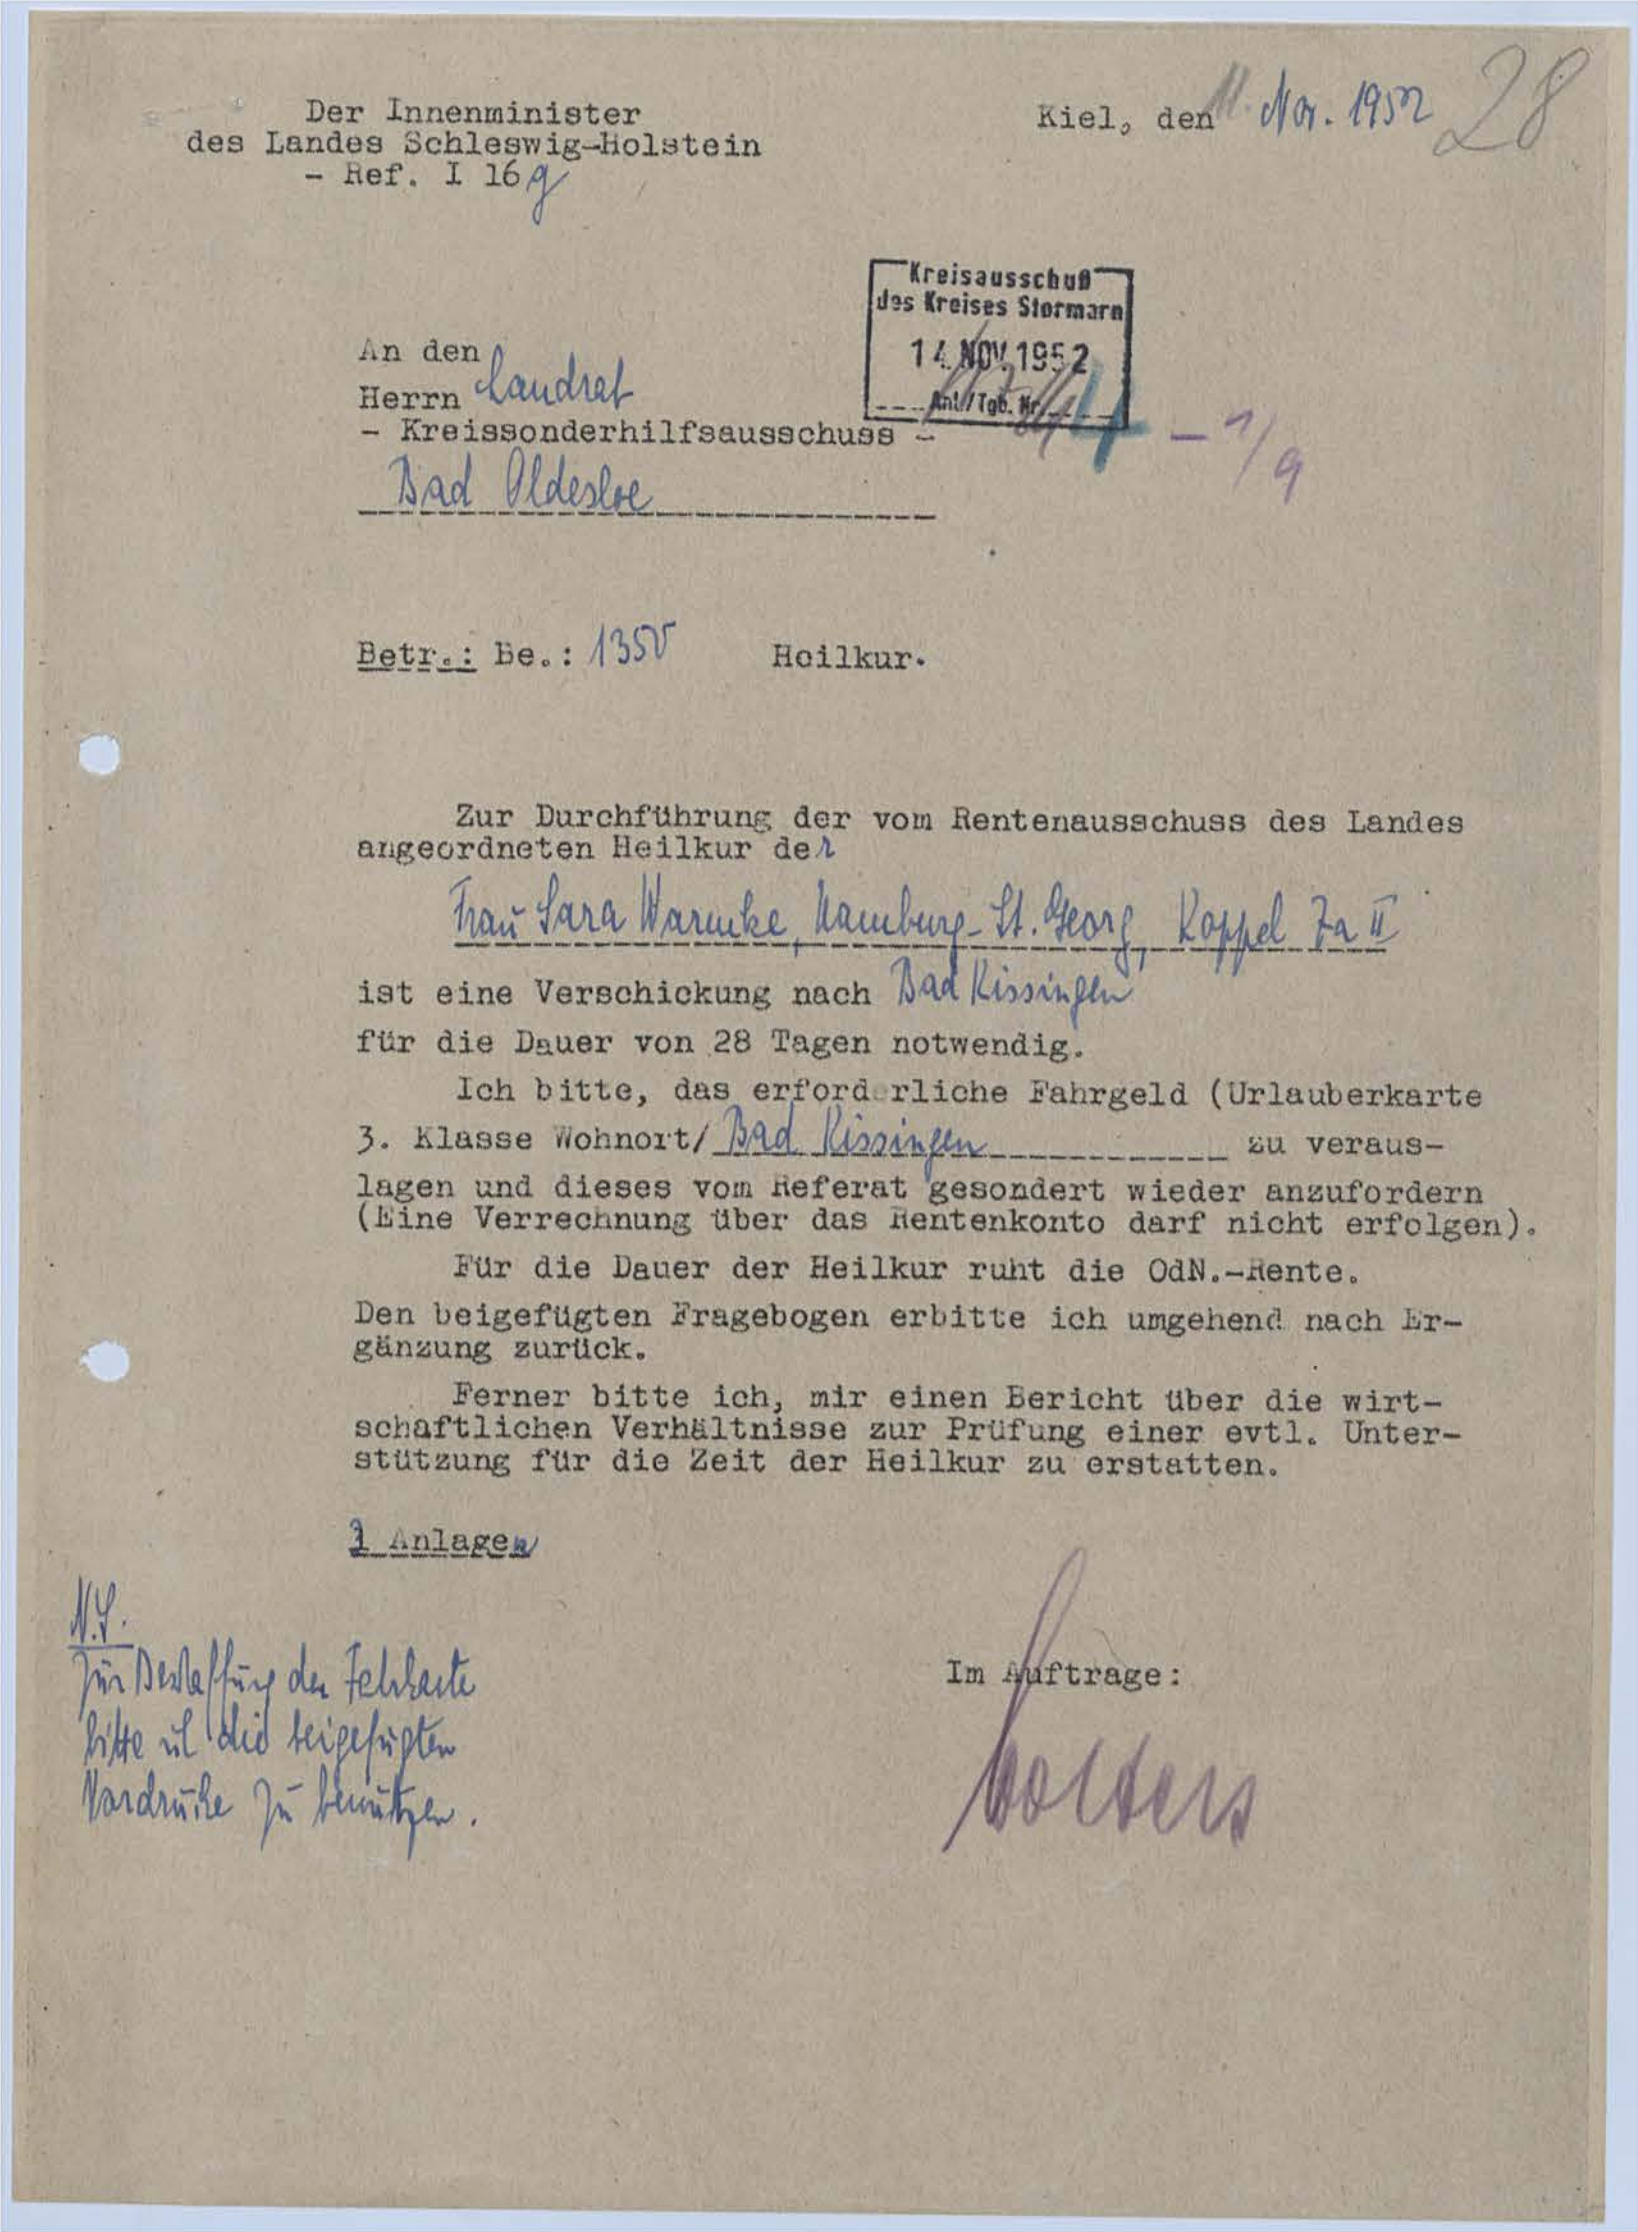 28
Der Innenminister
des Landes Schleswig-Holstein
- Ref. I 16 g
Kiel, den 11. Nov. 1952
Kreisausschuß
des Kreises Stormarn
14. NOV. 1952
Ant./Tgb. Nr.
4 - 1/9
An den
Herrn Landrat
- Kreissonderhilfsausschuss -
Bad Oldesloe
Betr.: Be.: 1350 Heilkur.
Zur Durchführung der vom Rentenausschuss des Landes
angeordneten Heilkur der
Frau Sara Warncke, Hamburg-St. Georg, Koppel 7a II
ist eine Verschickung nach Bad Kissingen
für die Dauer von 28 Tagen notwendig.
Ich bitte, das erforderliche Fahrgeld (Urlauberkarte
3. Klasse Wohnort/ Bad Kissingen zu veraus-
lagen und dieses vom Referat gesondert wieder anzufordern
(Eine Verrechnung über das Rentenkonto darf nicht erfolgen).
Für die Dauer der Heilkur ruht die OdN.-Rente.
Den beigefügten Fragebogen erbitte ich umgehend nach Er-
gänzung zurück.
Ferner bitte ich, mir einen Bericht über die wirt-
schaftlichen Verhältnisse zur Prüfung einer evtl. Unter-
stützung für die Zeit der Heilkur zu erstatten.
3 Anlagen
N.S.
Zur Beschaffung der Fahrkarte
bitte ich die beigefügten
Vordrucke zu benutzen.
Im Auftrage:
Wolters